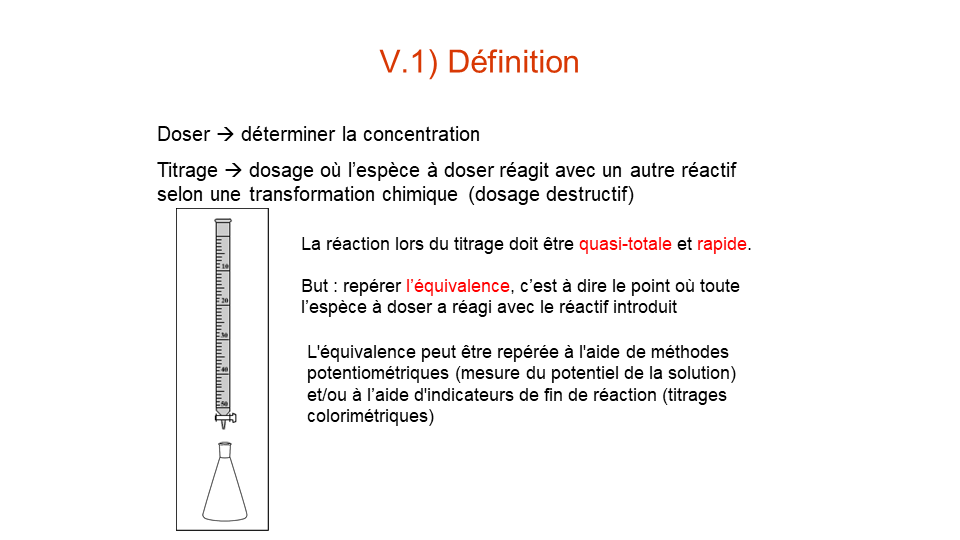 V.1) Définition
Doser → déterminer la concentration
Titrage → dosage où l’espèce à doser réagit avec un autre réactif
selon une transformation chimique (dosage destructif)
La réaction lors du titrage doit être quasi-totale et rapide.
But : repérer l’équivalence, c’est à dire le point où toute
l’espèce à doser a réagi avec le réactif introduit
L'équivalence peut être repérée à l'aide de méthodes
potentiométriques (mesure du potentiel de la solution)
et/ou à l’aide d'indicateurs de fin de réaction (titrages
colorimétriques)
10
20
30
40
50